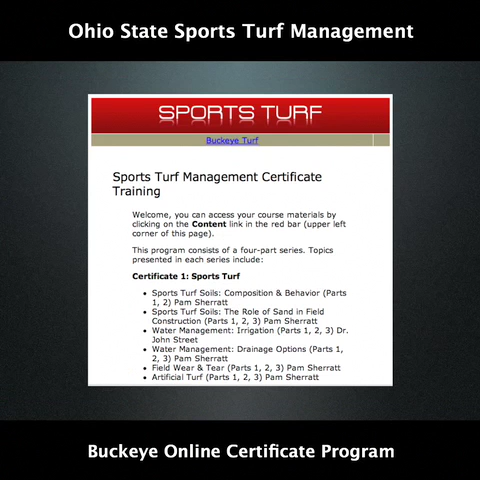 Ohio State Sports Turf Management
SPORTS TURF
Buckeye Turf
Sports Turf Management Certificate
Training
Welcome, you can access your course materials by
clicking on the Content link in the red bar (upper left
corner of this page).
This program consists of a four-part series. Topics
presented in each series include:
Certificate 1: Sports Turf
• Sports Turf Soils: Composition & Behavior (Parts
1, 2) Pam Sherratt
• Sports Turf Soils: The Role of Sand in Field
Construction (Parts 1, 2, 3) Pam Sherratt
• Water Management: Irrigation (Parts 1, 2, 3) Dr.
John Street
• Water Management: Drainage Options (Parts 1,
2, 3) Pam Sherratt
• Field Wear & Tear (Parts 1, 2, 3) Pam Sherratt
• Artificial Turf (Parts 1, 2, 3) Pam Sherratt
Buckeye Online Certificate Program